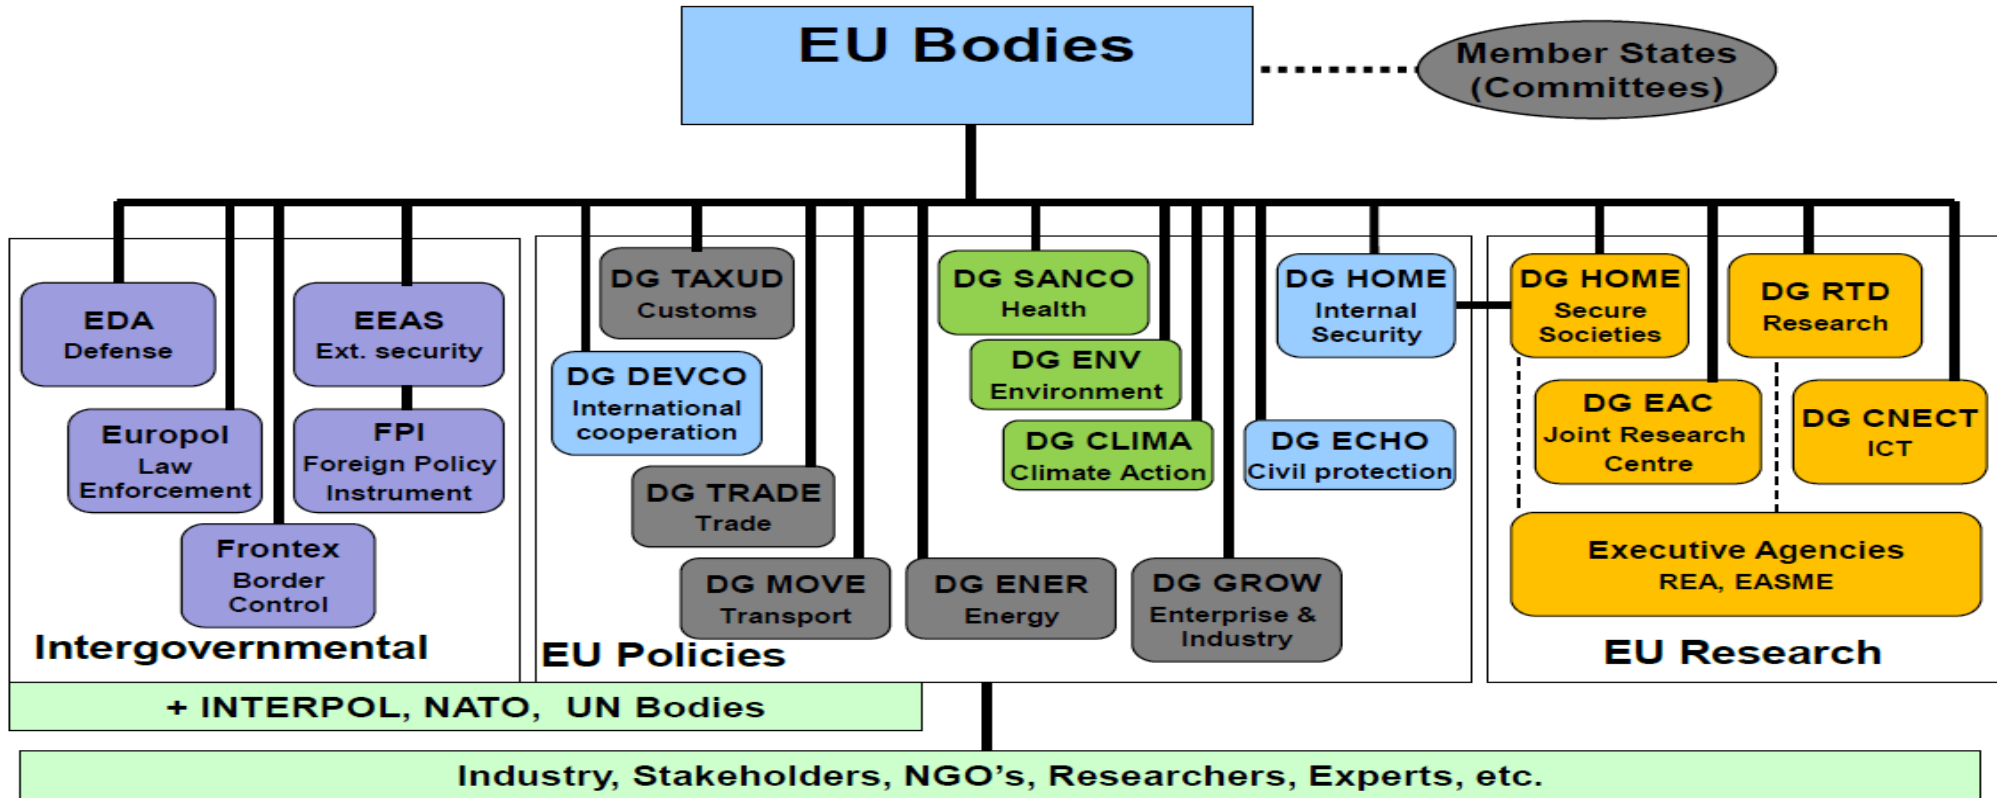 EU Bodies
Member States
(Committees)
EDA
Defense
EEAS
Ext. security
Europol
Law
Enforcement
FPI
Foreign Policy
Instrument
Frontex
Border
Control
Intergovernmental
DG TAXUD
Customs
DG DEVCO
International
cooperation
DG TRADE
Trade
DG MOVE
Transport
DG SANCO
Health
DG ENV
Environment
DG CLIMA
Climate Action
DG ENER
Energy
DG GROW
Enterprise &
Industry
DG HOME
Internal
Security
DG ECHO
Civil protection
EU Policies
DG HOME
Secure
Societies
DG RTD
Research
DG EAC
Joint Research
Centre
DG CNECT
ICT
Executive Agencies
REA, EASME
EU Research
+ INTERPOL, NATO, UN Bodies
Industry, Stakeholders, NGO’s, Researchers, Experts, etc.